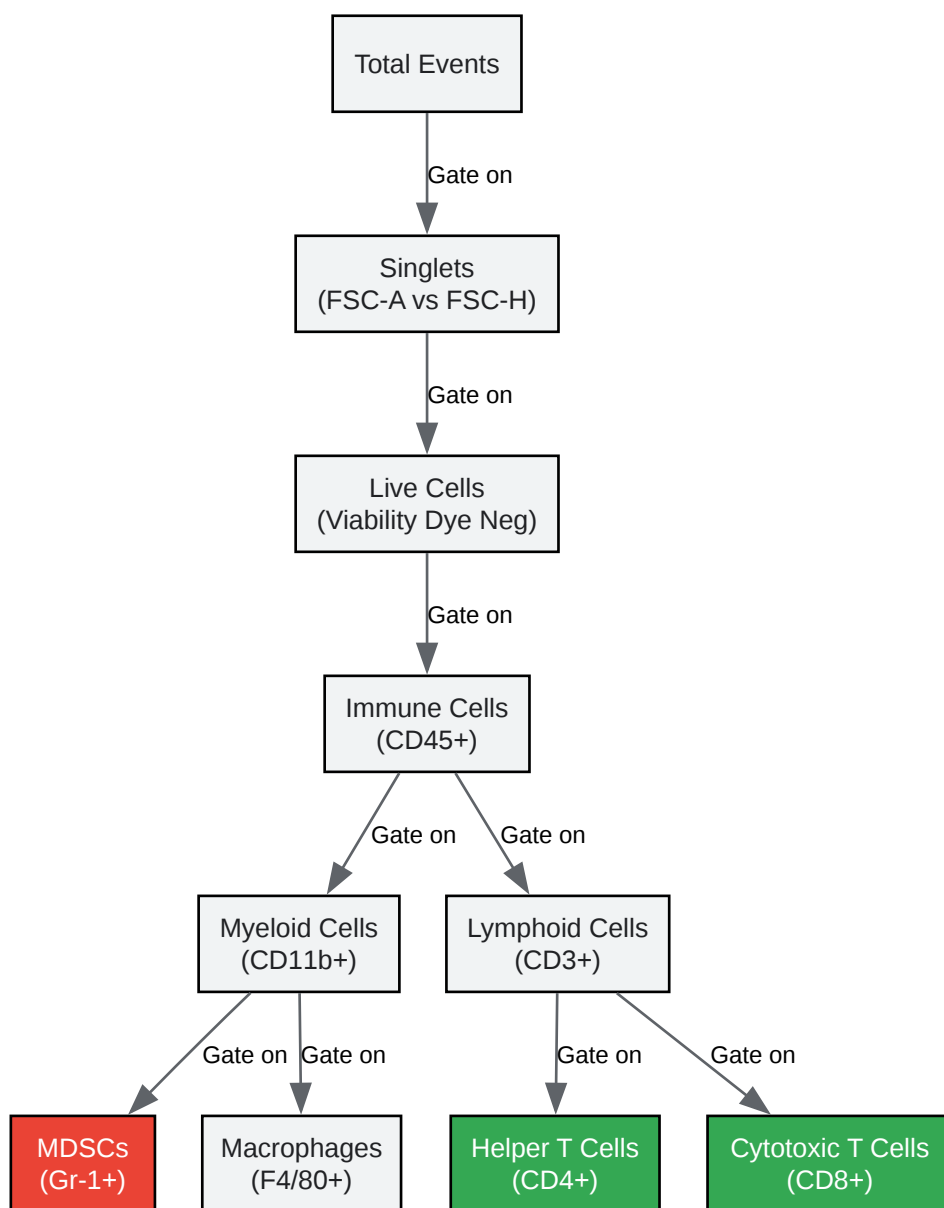 Total Events
Gate on
Singlets
(FSC-A vs FSC-H)
Gate on
Live Cells
(Viability Dye Neg)
Gate on
Immune Cells
(CD45+)
Gate on
Gate on
Myeloid Cells
(CD11b+)
Lymphoid Cells
(CD3+)
Gate on
Gate on
Gate on
Gate on
MDSCs
(Gr-1+)
Macrophages
(F4/80+)
Helper T Cells
(CD4+)
Cytotoxic T Cells
(CD8+)